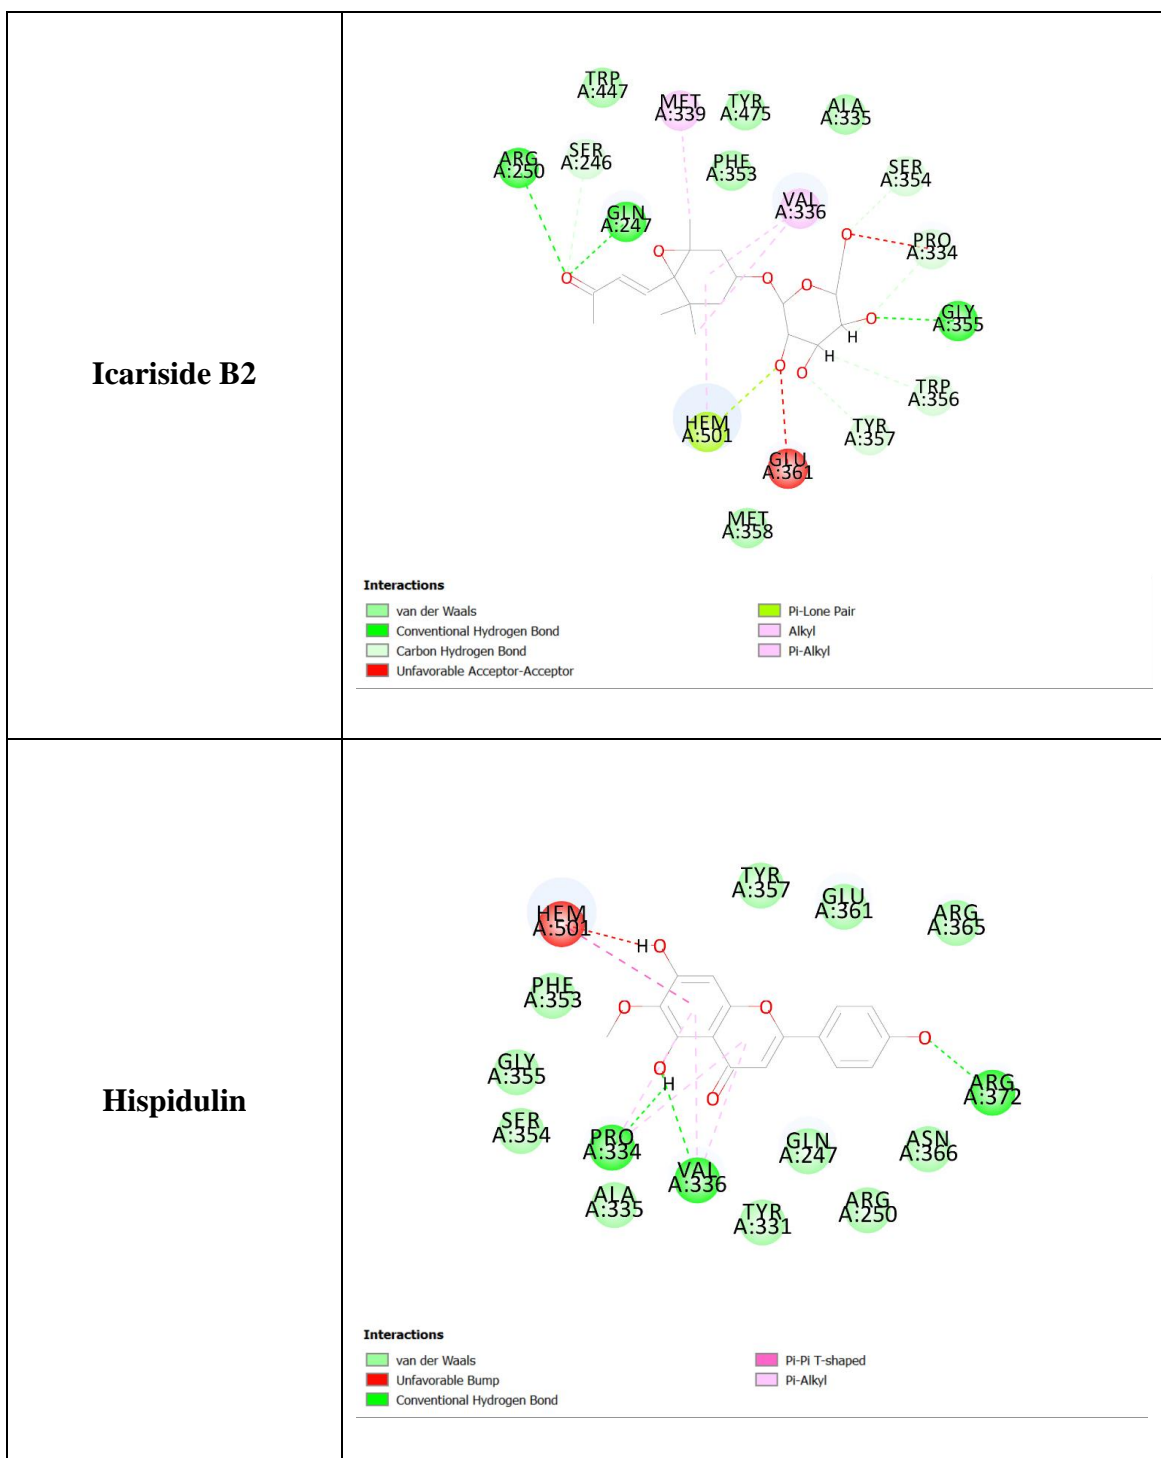 Icariside B2
TRP
A:447
MET
A:339
TYR
A:475
ALA
A:335
ARG
A:250
SER
A:246
PHE
A:353
SER
A:354
VAL
A:336
GLN
A:247
PRO
A:334
GLY
A:355
TRP
A:356
TYR
A:357
HEM
A:501
GLU
A:361
MET
A:358
O
O
O
O
O
O
O
O
H
H
Interactions
van der Waals
Conventional Hydrogen Bond
Carbon Hydrogen Bond
Unfavorable Acceptor-Acceptor
Pi-Lone Pair
Alkyl
Pi-Alkyl
Hispidulin
TYR
A:357
GLU
A:361
ARG
A:365
HEM
A:501
PHE
A:353
GLY
A:355
SER
A:354
PRO
A:334
ALA
A:335
VAL
A:336
TYR
A:331
GLN
A:247
ARG
A:250
ASN
A:366
ARG
A:372
H O
O
O
O
O
H
O
Interactions
van der Waals
Unfavorable Bump
Conventional Hydrogen Bond
Pi-Pi T-shaped
Pi-Alkyl